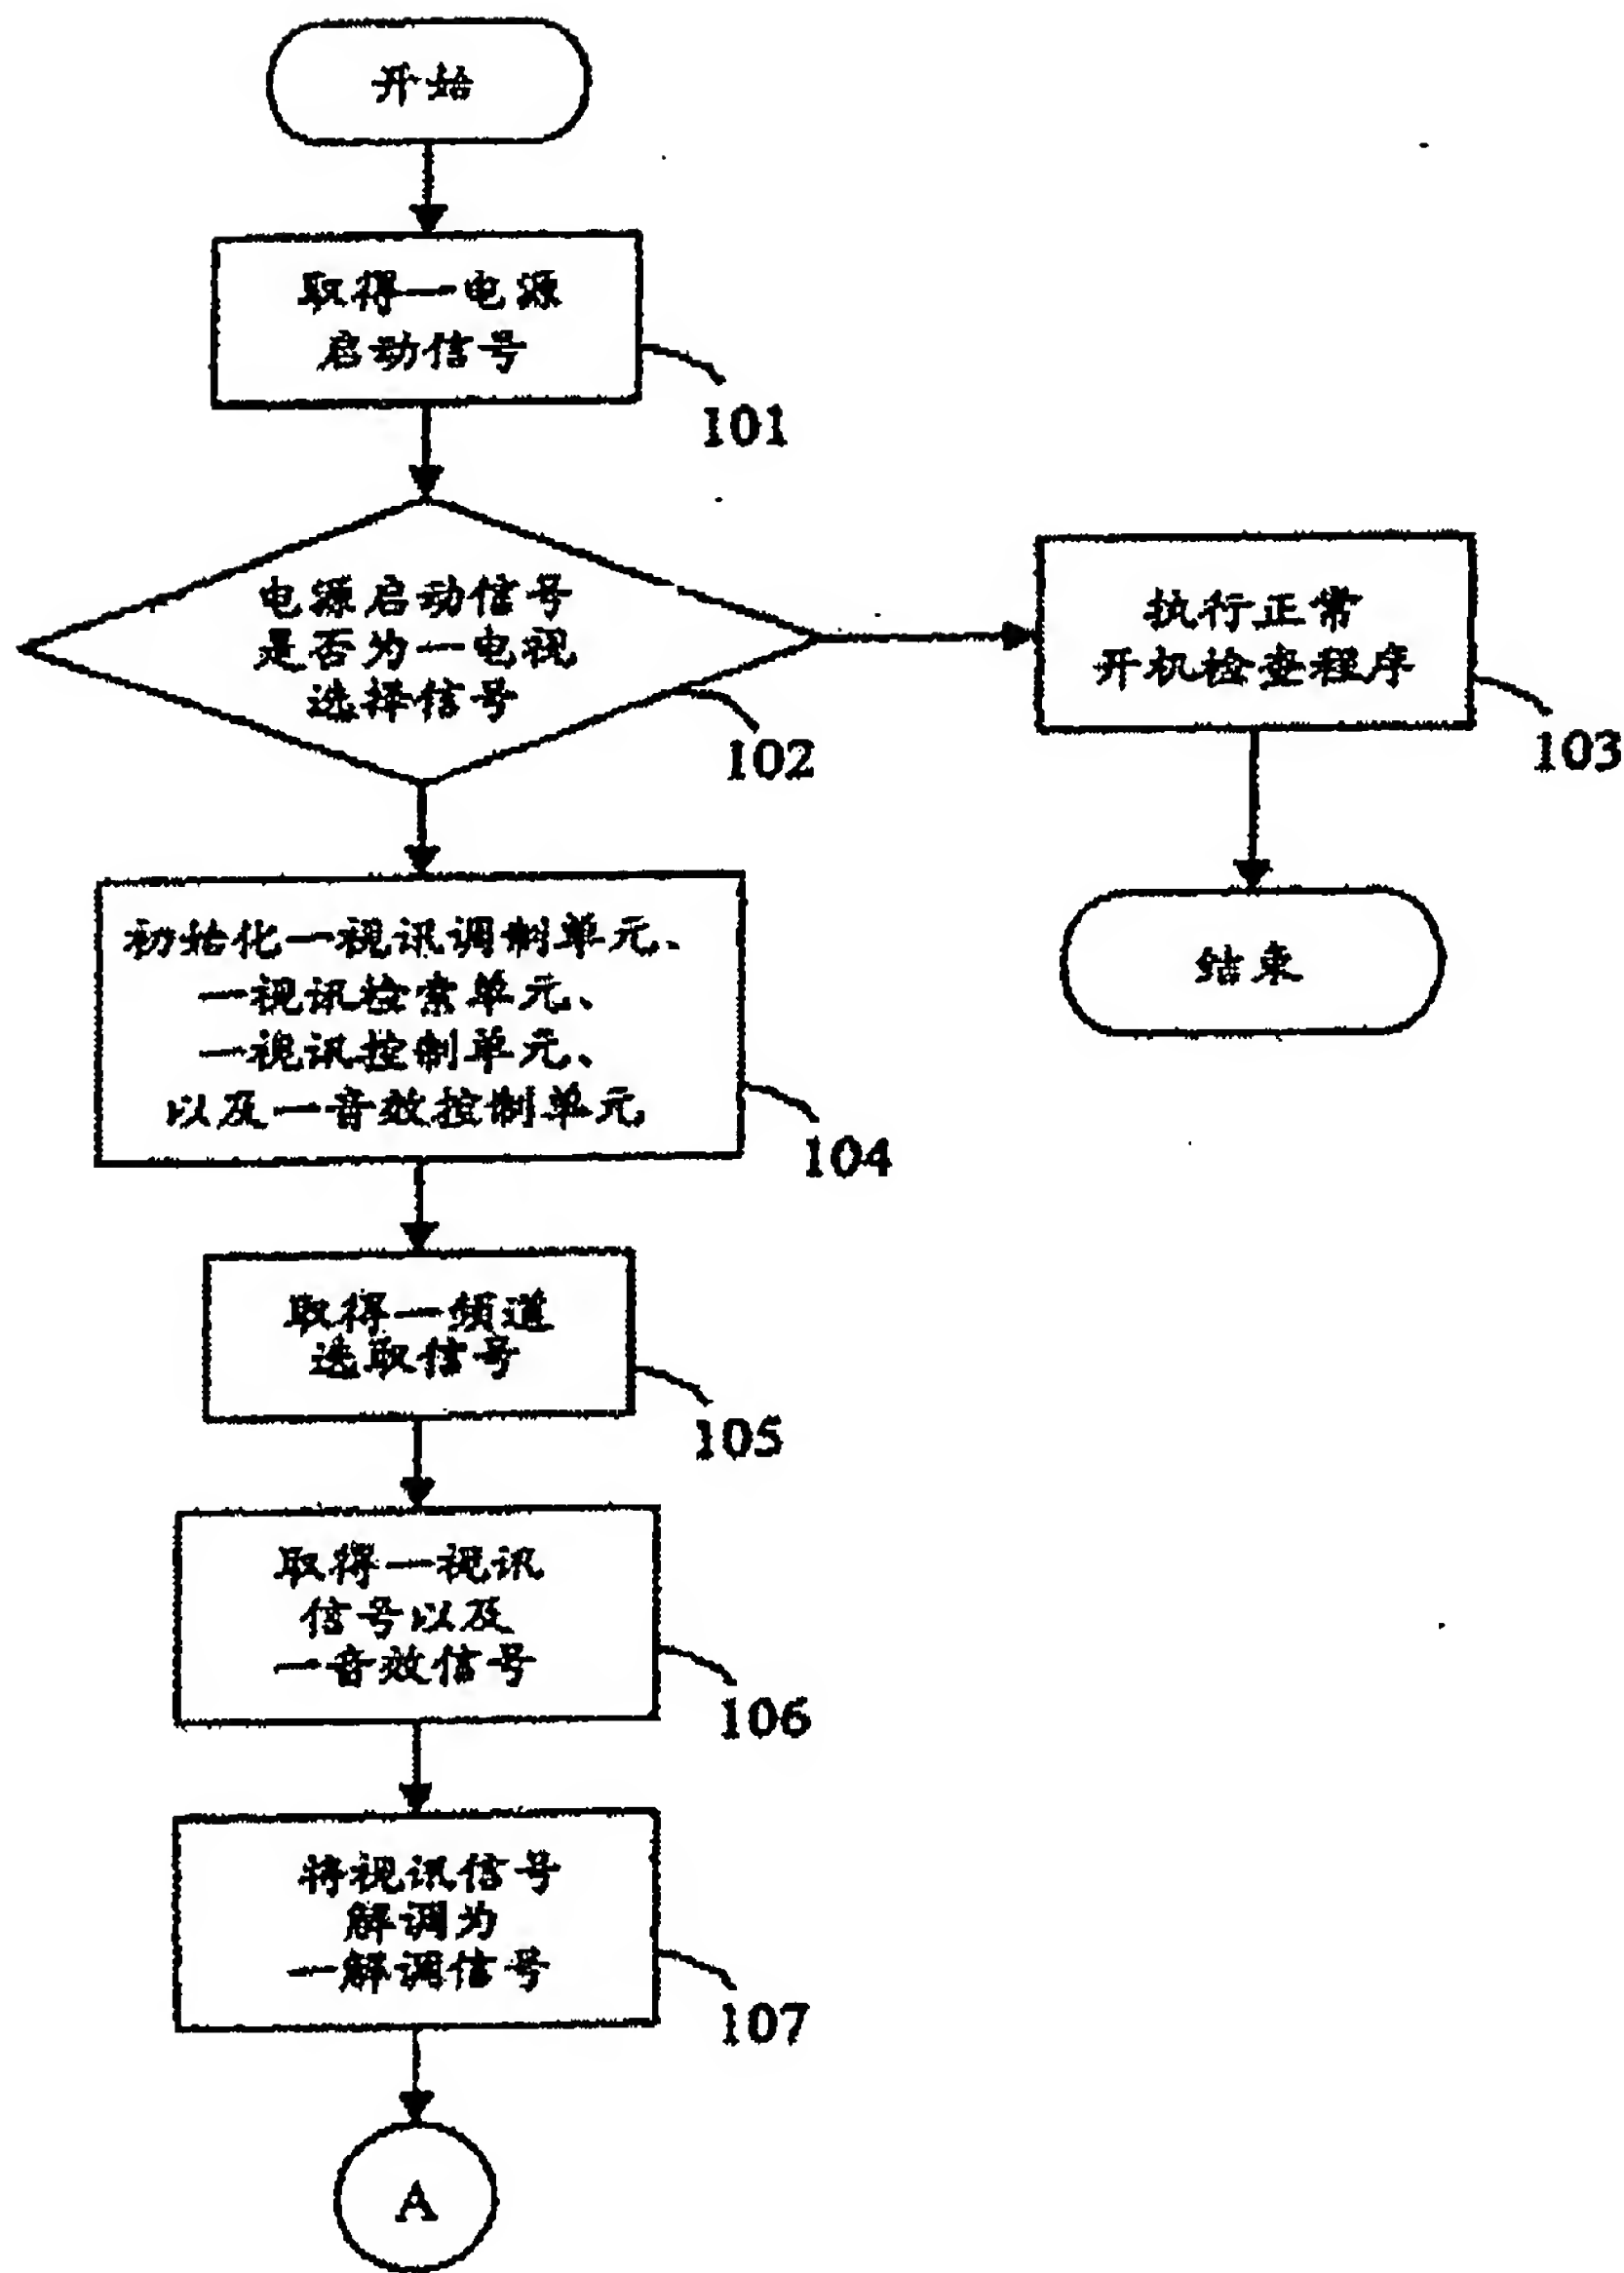 开始
取得一电源
启动信号
101
电源启动信号
是否为一电视
选择信号
102
执行正常
开机检查程序
103
结束
初始化一视讯调制单元、
一视讯检索单元、
一视讯控制单元、
以及一音效控制单元
104
取得一频道
选取信号
105
取得一视讯
信号以及
一音效信号
106
将视讯信号
解调为
一解调信号
107
A